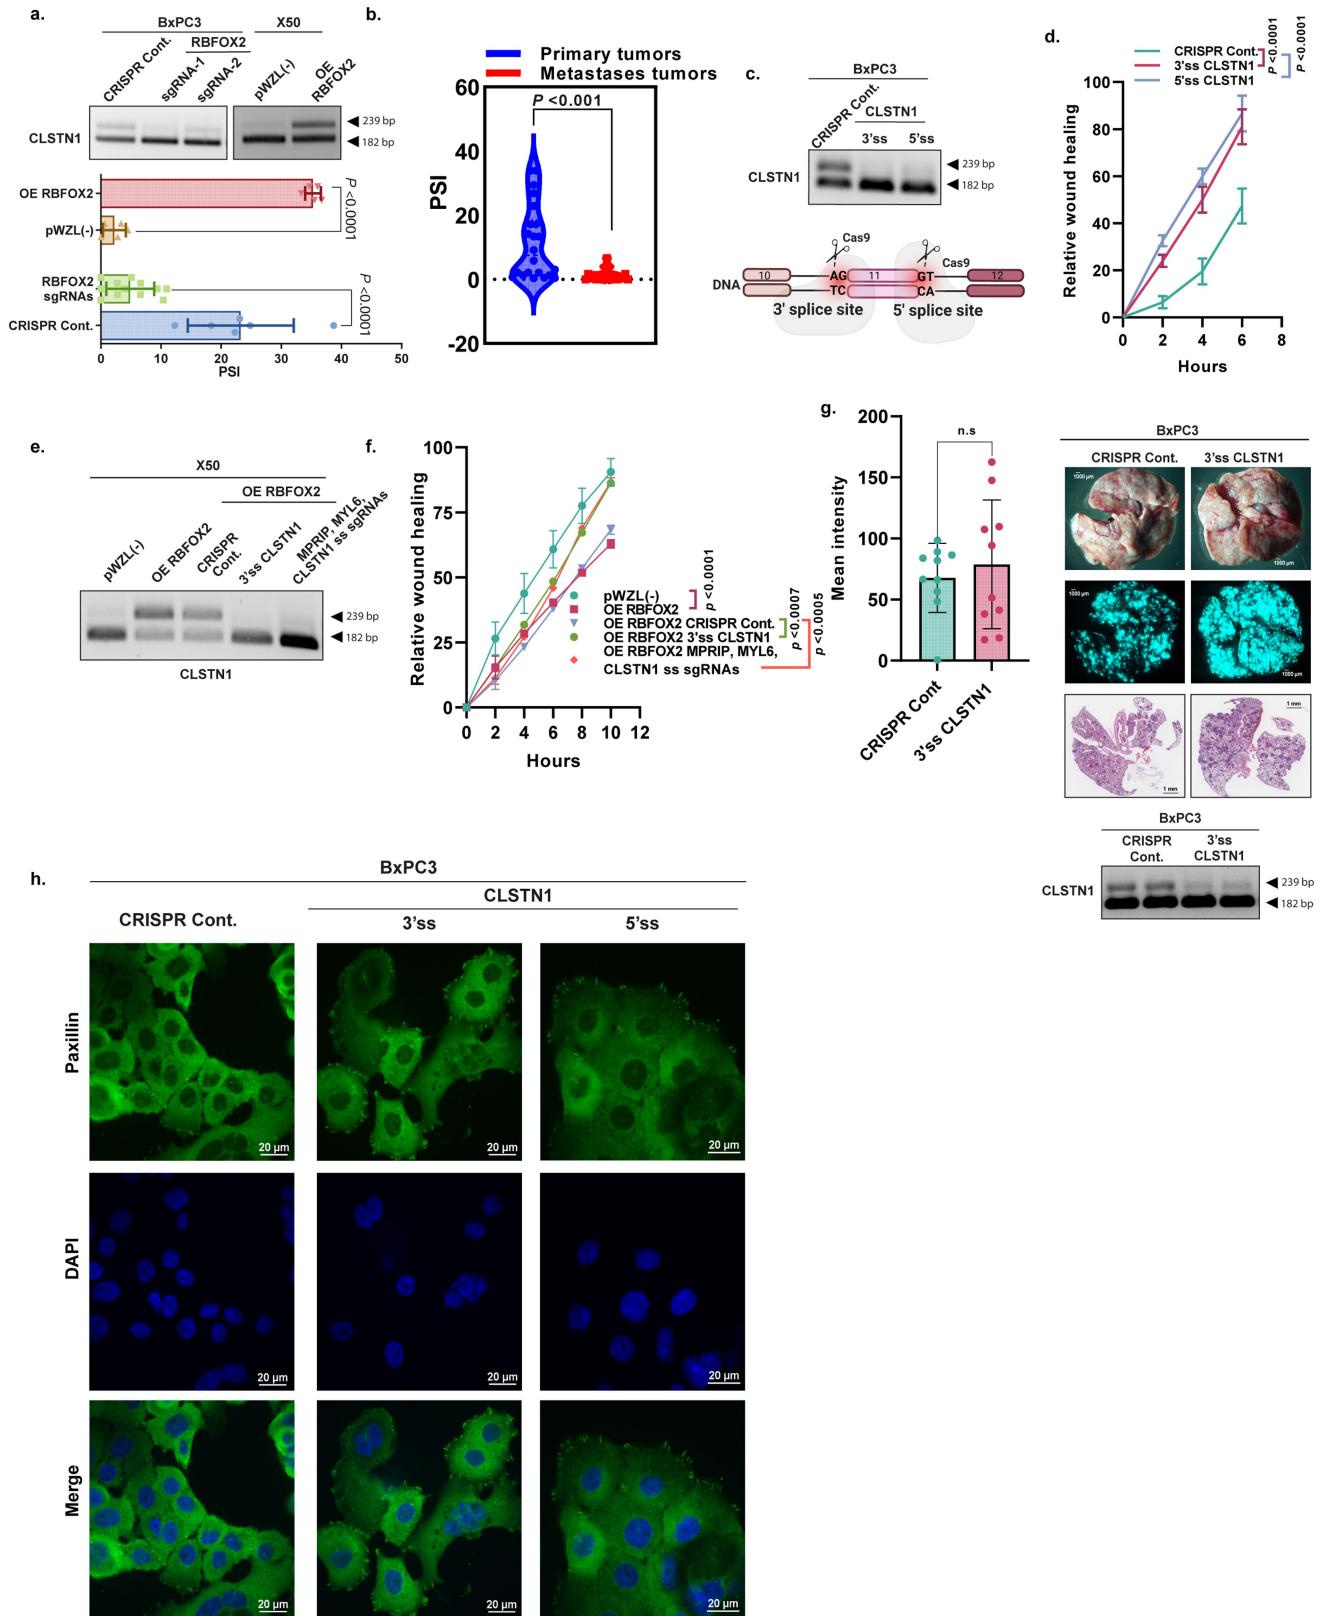 a.
BxPC3
X50
RBFOX2
CRISPR Cont.
sgRNA-1
sgRNA-2
pWZL(-)
OE
RBFOX2
CLSTN1
239 bp
182 bp
OE RBFOX2
pWZL(-)
RBFOX2
sgRNAs
CRISPR Cont.
P <0.0001
P <0.0001
0
10
20
30
40
50
PSI
b.
Primary tumors
Metastases tumors
P <0.001
PSI
60
40
20
0
-20
c.
BxPC3
CRISPR Cont.
CLSTN1
3'ss
5'ss
CLSTN1
239 bp
182 bp
Cas9
Cas9
DNA
10
AG
11
GT
12
TC
CA
3' splice site
5' splice site
d.
CRISPR Cont.
3'ss CLSTN1
5'ss CLSTN1
P <0.0001
P <0.0001
Relative wound healing
100
80
60
40
20
0
0
2
4
6
8
Hours
e.
X50
OE RBFOX2
pWZL(-)
OE RBFOX2
CRISPR
Cont.
3'ss CLSTN1
MPRIP, MYL6,
CLSTN1 ss sgRNAs
239 bp
182 bp
CLSTN1
f.
Relative wound healing
100
75
50
25
0
0
2
4
6
8
10
12
Hours
pWZL(-)
OE RBFOX2
OE RBFOX2 CRISPR Cont.
OE RBFOX2 3'ss CLSTN1
OE RBFOX2 MPRIP, MYL6,
CLSTN1 ss sgRNAs
p <0.0001
p <0.0007
p <0.0005
g.
Mean intensity
200
150
100
50
0
n.s
CRISPR Cont
3'ss CLSTN1
BxPC3
CRISPR Cont.
3'ss CLSTN1
1000 µm
1000 µm
1000 µm
1000 µm
1 mm
1 mm
BxPC3
CRISPR
Cont.
3'ss
CLSTN1
CLSTN1
239 bp
182 bp
h.
BxPC3
CLSTN1
CRISPR Cont.
3'ss
5'ss
Paxillin
20 µm
20 µm
20 µm
DAPI
20 µm
20 µm
20 µm
Merge
20 µm
20 µm
20 µm